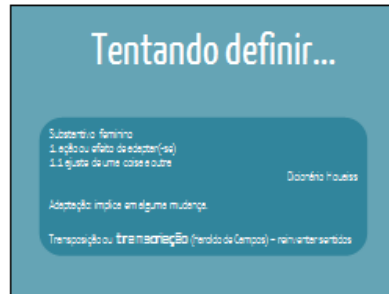 Tentando definir...
Substantivo feminino
1. ação ou efeito de adaptar(-se)
1.1 ajuste de uma coisa a outra
Dicionário Houaiss
Adaptação: implica em alguma mudança.
Transposição ou transcriação (Haroldo de Campos) – reinventar sentidos